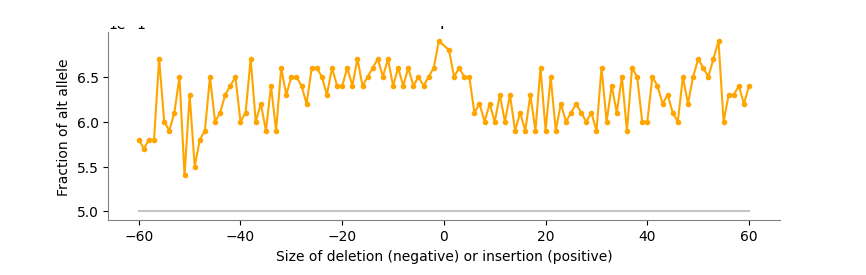 6.5
6.0
5.5
5.0
Fraction of alt allele
−60 −40 −20 0 20 40 60
Size of deletion (negative) or insertion (positive)